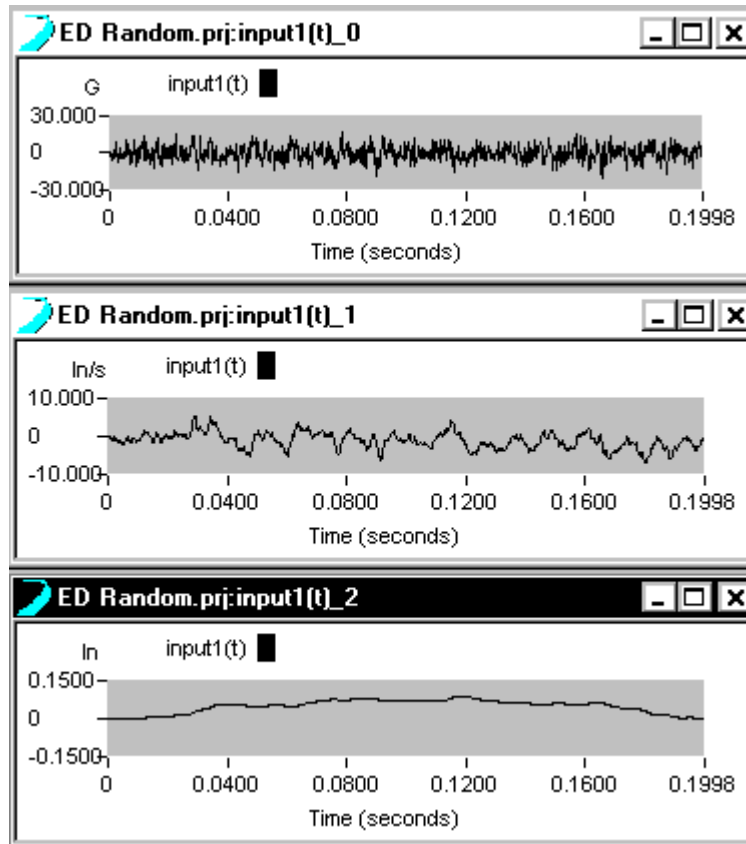 ED Random.prj:input1(t)_0
G input1(t)
30.000
0
-30.000
0 0.0400 0.0800 0.1200 0.1600 0.1998
Time (seconds)
ED Random.prj:input1(t)_1
In/s input1(t)
10.000
0
-10.000
0 0.0400 0.0800 0.1200 0.1600 0.1998
Time (seconds)
ED Random.prj:input1(t)_2
In input1(t)
0.1500
0
-0.1500
0 0.0400 0.0800 0.1200 0.1600 0.1998
Time (seconds)